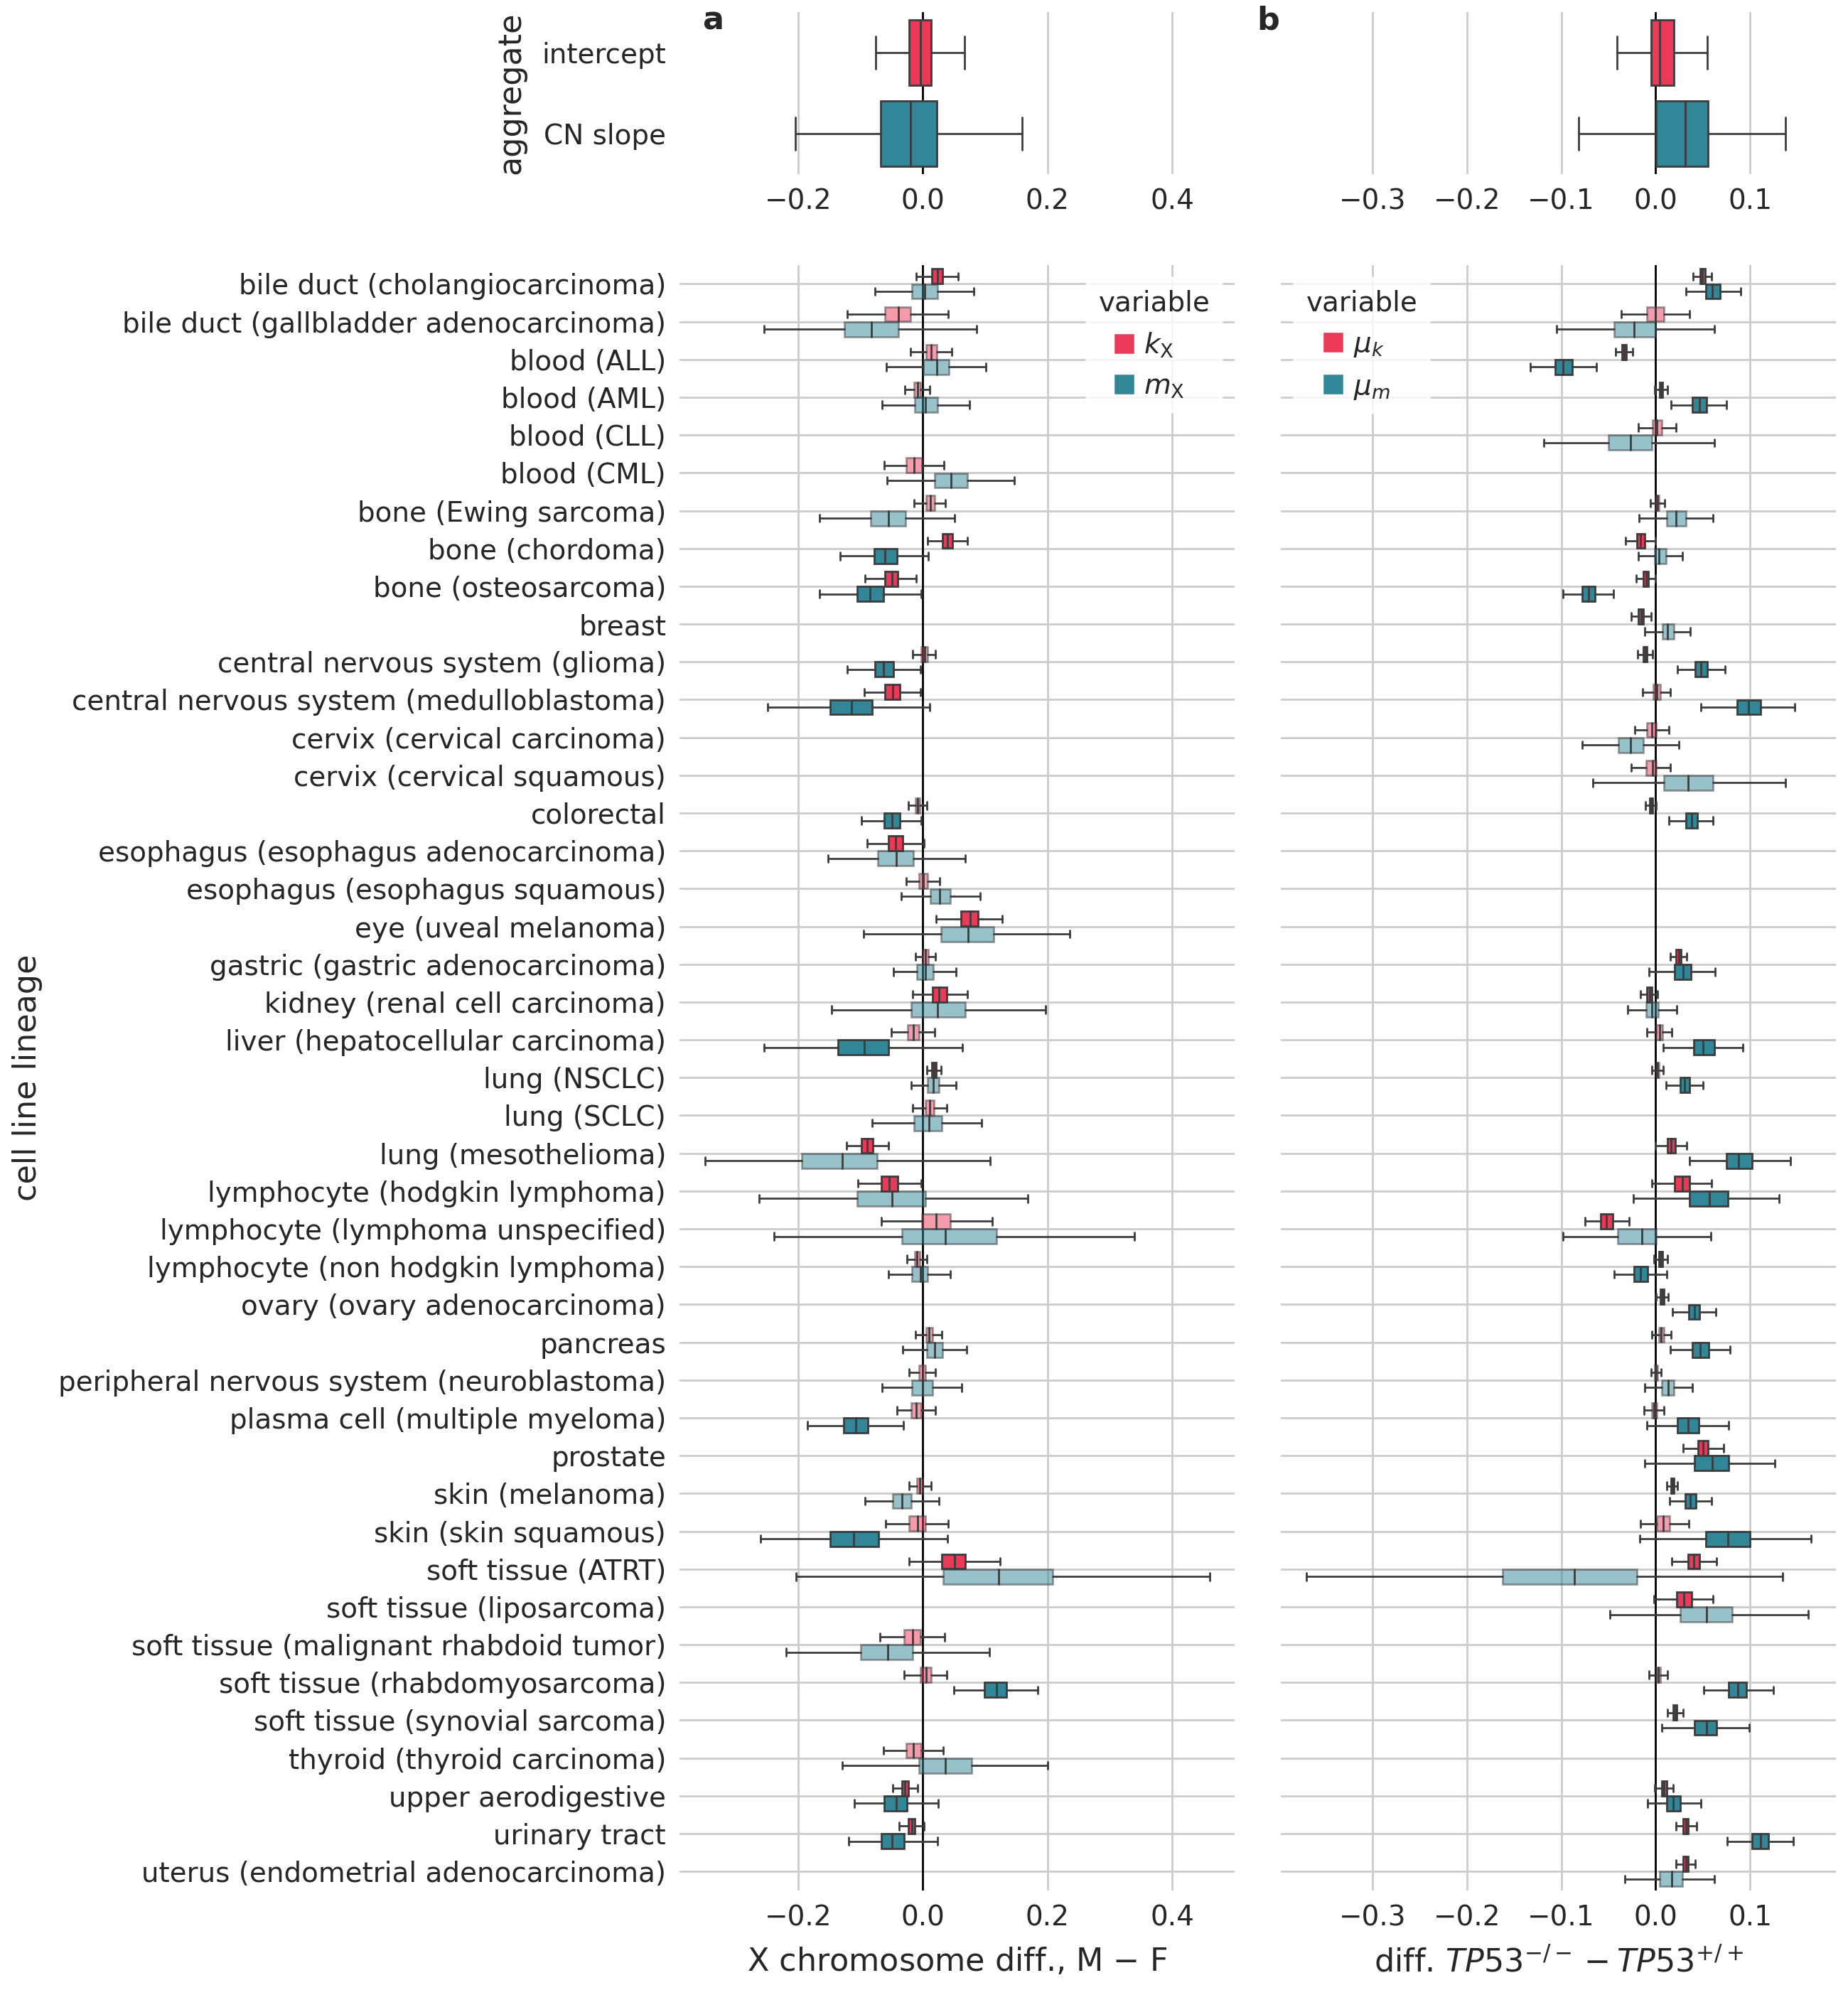 a
b
aggregate
intercept
CN slope
−0.2 0.0 0.2 0.4
−0.3 −0.2 −0.1 0.0 0.1
cell line lineage
bile duct (cholangiocarcinoma)
bile duct (gallbladder adenocarcinoma)
blood (ALL)
blood (AML)
blood (CLL)
blood (CML)
bone (Ewing sarcoma)
bone (chordoma)
bone (osteosarcoma)
breast
central nervous system (glioma)
central nervous system (medulloblastoma)
cervix (cervical carcinoma)
cervix (cervical squamous)
colorectal
esophagus (esophagus adenocarcinoma)
esophagus (esophagus squamous)
eye (uveal melanoma)
gastric (gastric adenocarcinoma)
kidney (renal cell carcinoma)
liver (hepatocellular carcinoma)
lung (NSCLC)
lung (SCLC)
lung (mesothelioma)
lymphocyte (hodgkin lymphoma)
lymphocyte (lymphoma unspecified)
lymphocyte (non hodgkin lymphoma)
ovary (ovary adenocarcinoma)
pancreas
peripheral nervous system (neuroblastoma)
plasma cell (multiple myeloma)
prostate
skin (melanoma)
skin (skin squamous)
soft tissue (ATRT)
soft tissue (liposarcoma)
soft tissue (malignant rhabdoid tumor)
soft tissue (rhabdomyosarcoma)
soft tissue (synovial sarcoma)
thyroid (thyroid carcinoma)
upper aerodigestive
urinary tract
uterus (endometrial adenocarcinoma)
variable
kX
mX
variable
μk
μm
−0.2 0.0 0.2 0.4
−0.3 −0.2 −0.1 0.0 0.1
X chromosome diff., M − F
diff. TP53−/− − TP53+/+